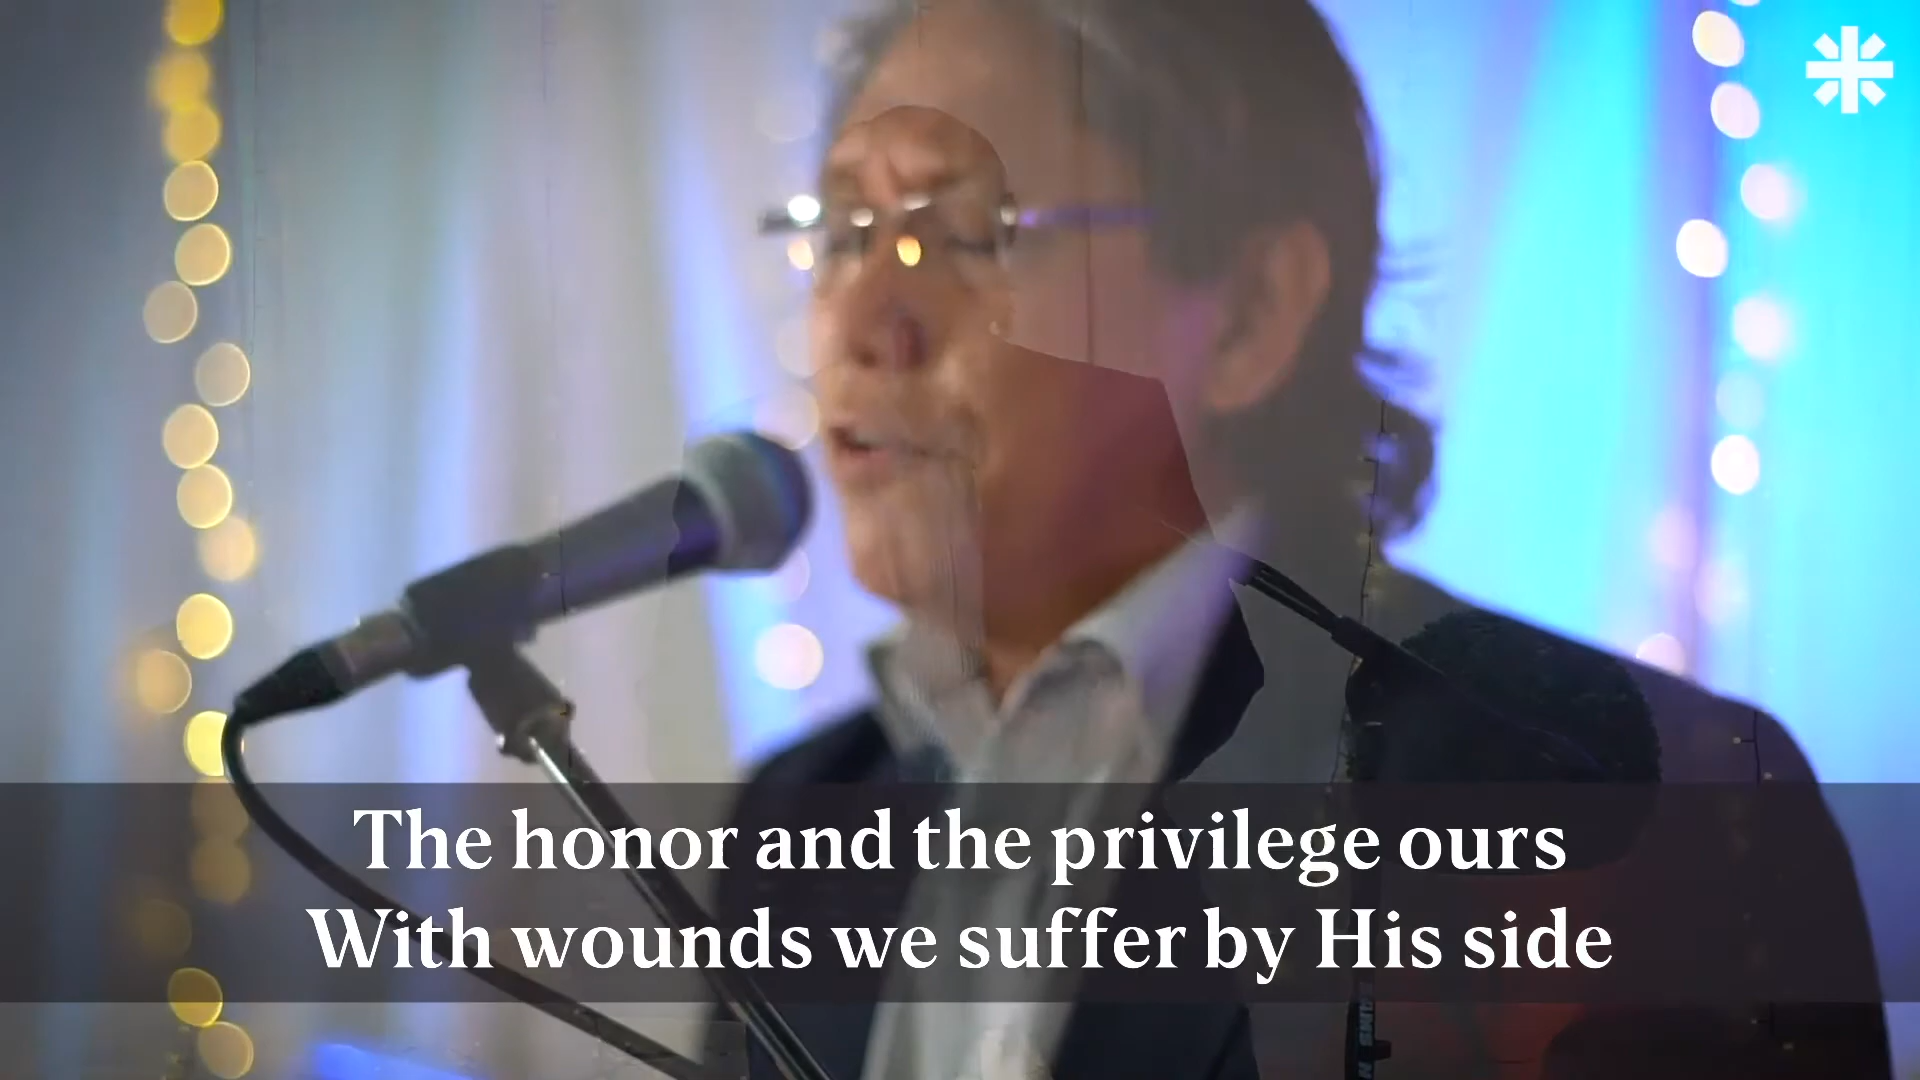 The honor and the privilege ours
With wounds we suffer by His side